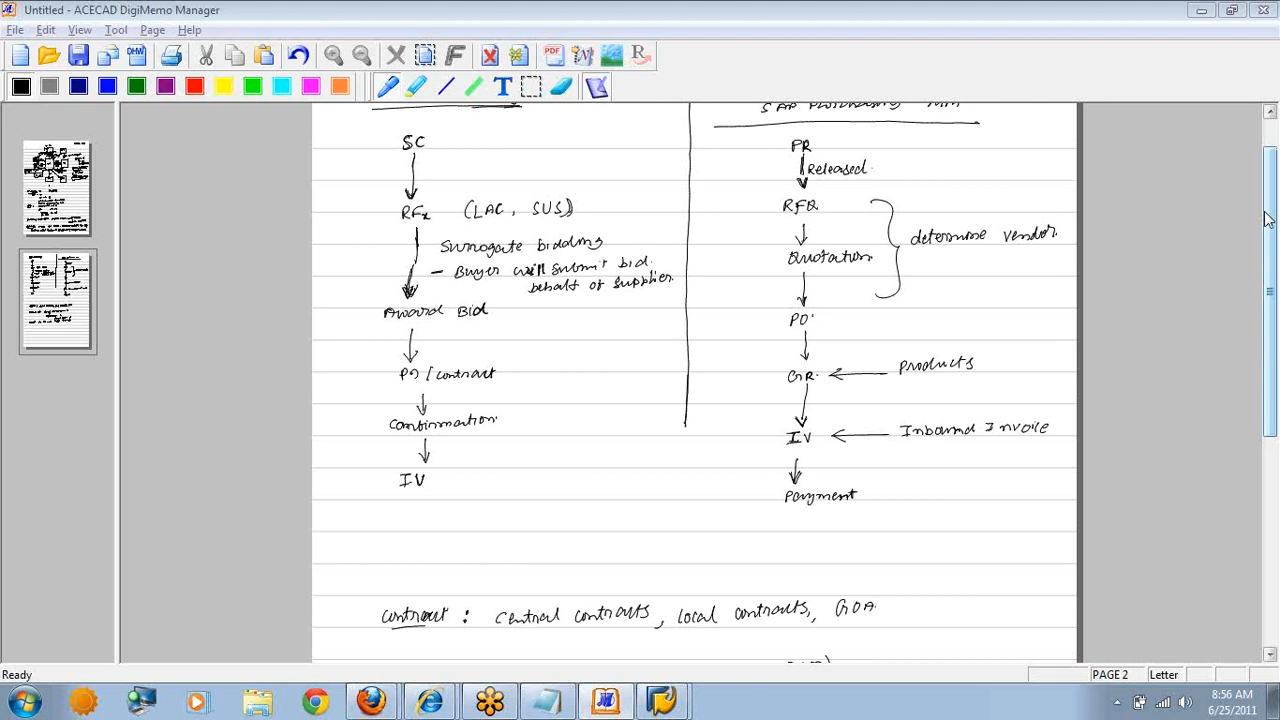 Untitled - ACECAD DigiMemo Manager
File Edit View Tool Page Help
SAP Purchasing MM
SC
RFx (LAC, SUS)
Surrogate bidding
- Buyer will submit bid.
behalf of supplier.
Award Bid
PO / contract
Confirmation
IV
PR
Released.
RFQ
Quotation
determine vendor.
PO.
GR. Products
IV Inbound Invoice
Payment
contract : Central contracts, Local contracts, GOA
Ready
PAGE 2 Letter
8:56 AM
6/25/2011